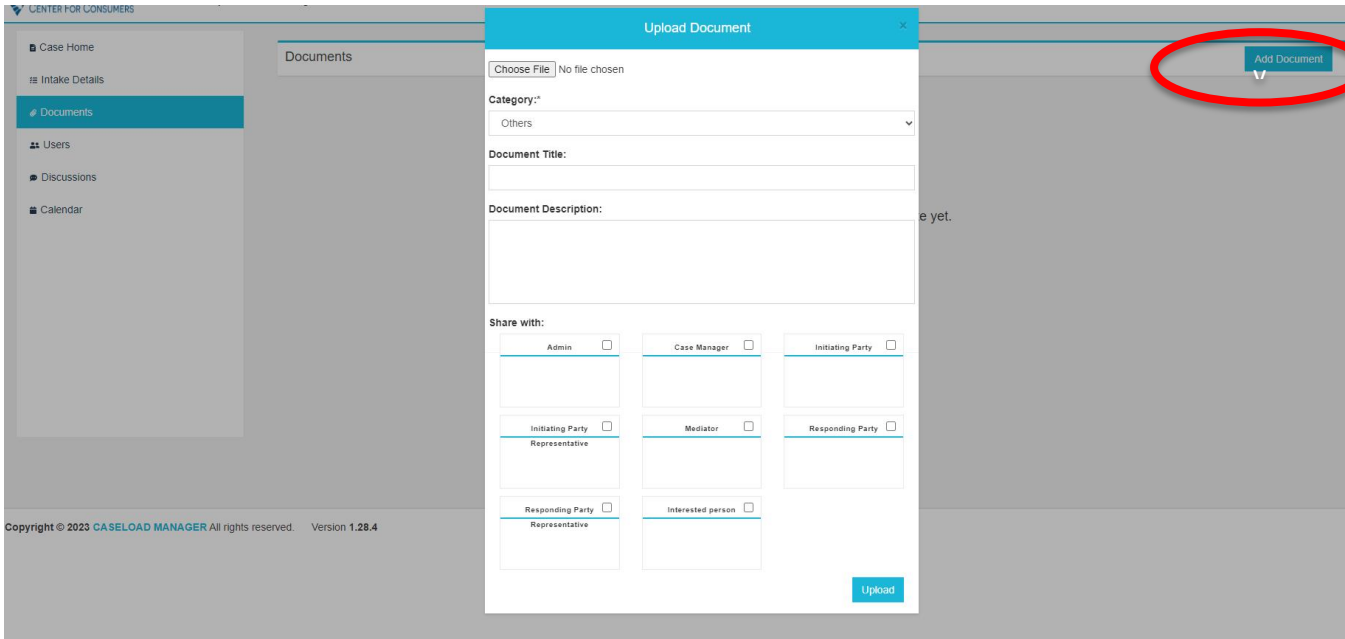 CENTER FOR CONSUMERS
Case Home
Intake Details
Documents
Users
Discussions
Calendar
Documents
Add Document
Upload Document
×
Choose File No file chosen
Category:*
Others
Document Title:
Document Description:
e yet.
Share with:
Admin
Case Manager
Initiating Party
Initiating Party
Representative
Mediator
Responding Party
Responding Party
Representative
Interested person
Upload
Copyright © 2023 CASELOAD MANAGER All rights reserved. Version 1.28.4